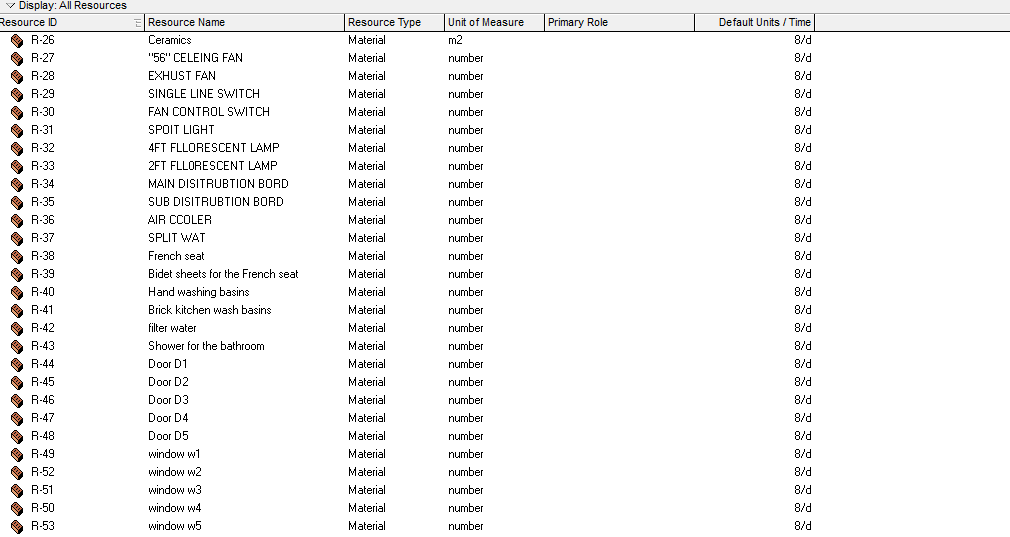 Display: All Resources
Resource ID Resource Name Resource Type Unit of Measure Primary Role Default Units / Time
R-26 Ceramics Material m2 8/d
R-27 "56" CELEING FAN Material number 8/d
R-28 EXHUST FAN Material number 8/d
R-29 SINGLE LINE SWITCH Material number 8/d
R-30 FAN CONTROL SWITCH Material number 8/d
R-31 SPOIT LIGHT Material number 8/d
R-32 4FT FLLORESCENT LAMP Material number 8/d
R-33 2FT FLL0RESCENT LAMP Material number 8/d
R-34 MAIN DISITRUBTION BORD Material number 8/d
R-35 SUB DISITRUBTION BORD Material number 8/d
R-36 AIR CCOLER Material number 8/d
R-37 SPLIT WAT Material number 8/d
R-38 French seat Material number 8/d
R-39 Bidet sheets for the French seat Material number 8/d
R-40 Hand washing basins Material number 8/d
R-41 Brick kitchen wash basins Material number 8/d
R-42 filter water Material number 8/d
R-43 Shower for the bathroom Material number 8/d
R-44 Door D1 Material number 8/d
R-45 Door D2 Material number 8/d
R-46 Door D3 Material number 8/d
R-47 Door D4 Material number 8/d
R-48 Door D5 Material number 8/d
R-49 window w1 Material number 8/d
R-52 window w2 Material number 8/d
R-51 window w3 Material number 8/d
R-50 window w4 Material number 8/d
R-53 window w5 Material number 8/d